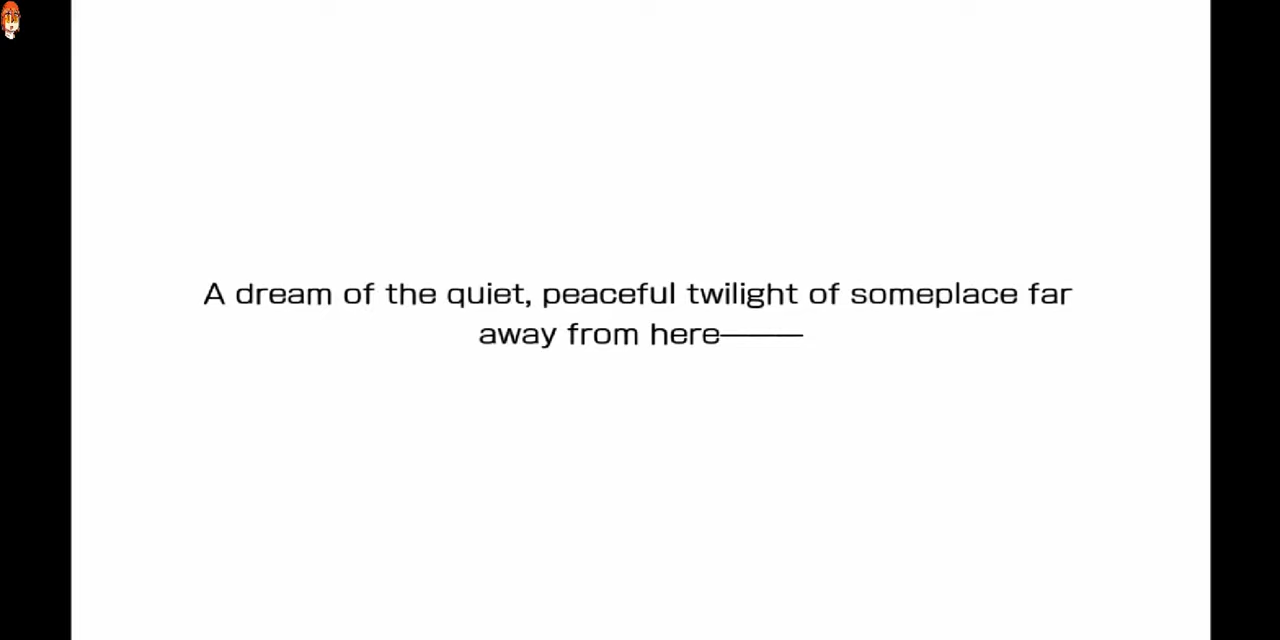 A dream of the quiet, peaceful twilight of someplace far
away from here———